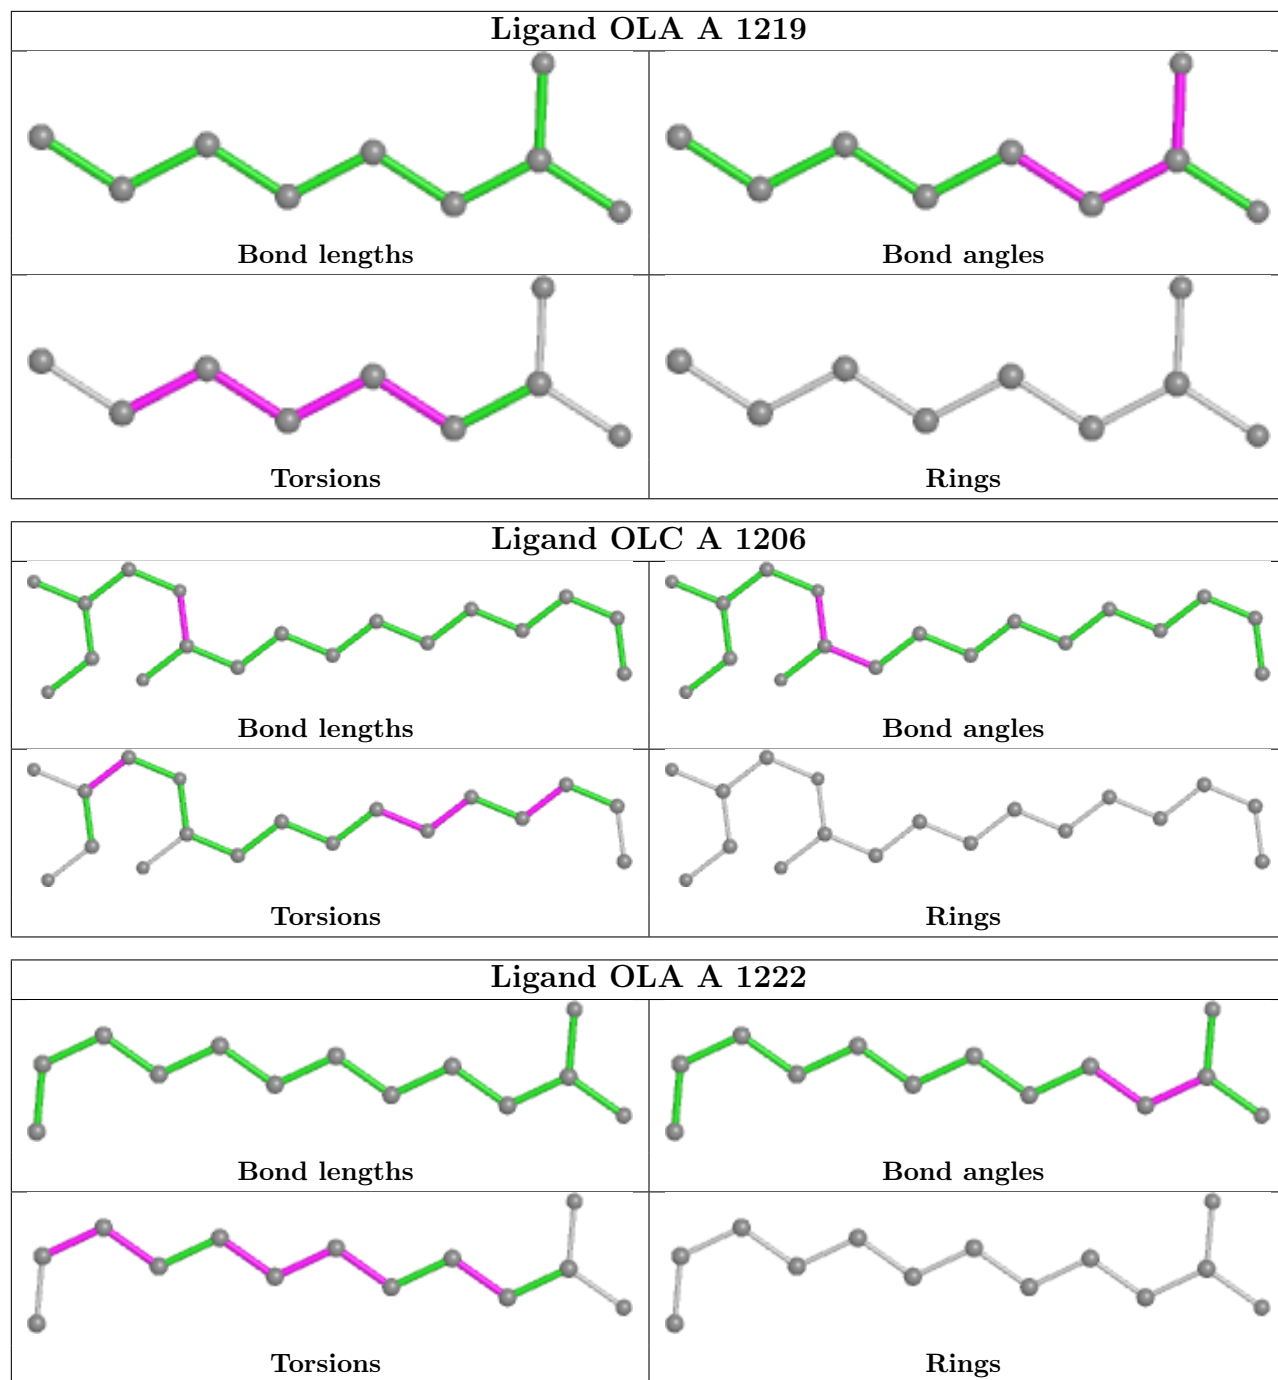 Ligand OLA A 1219
Bond lengths
Bond angles
Torsions
Rings
Ligand OLC A 1206
Bond lengths
Bond angles
Torsions
Rings
Ligand OLA A 1222
Bond lengths
Bond angles
Torsions
Rings